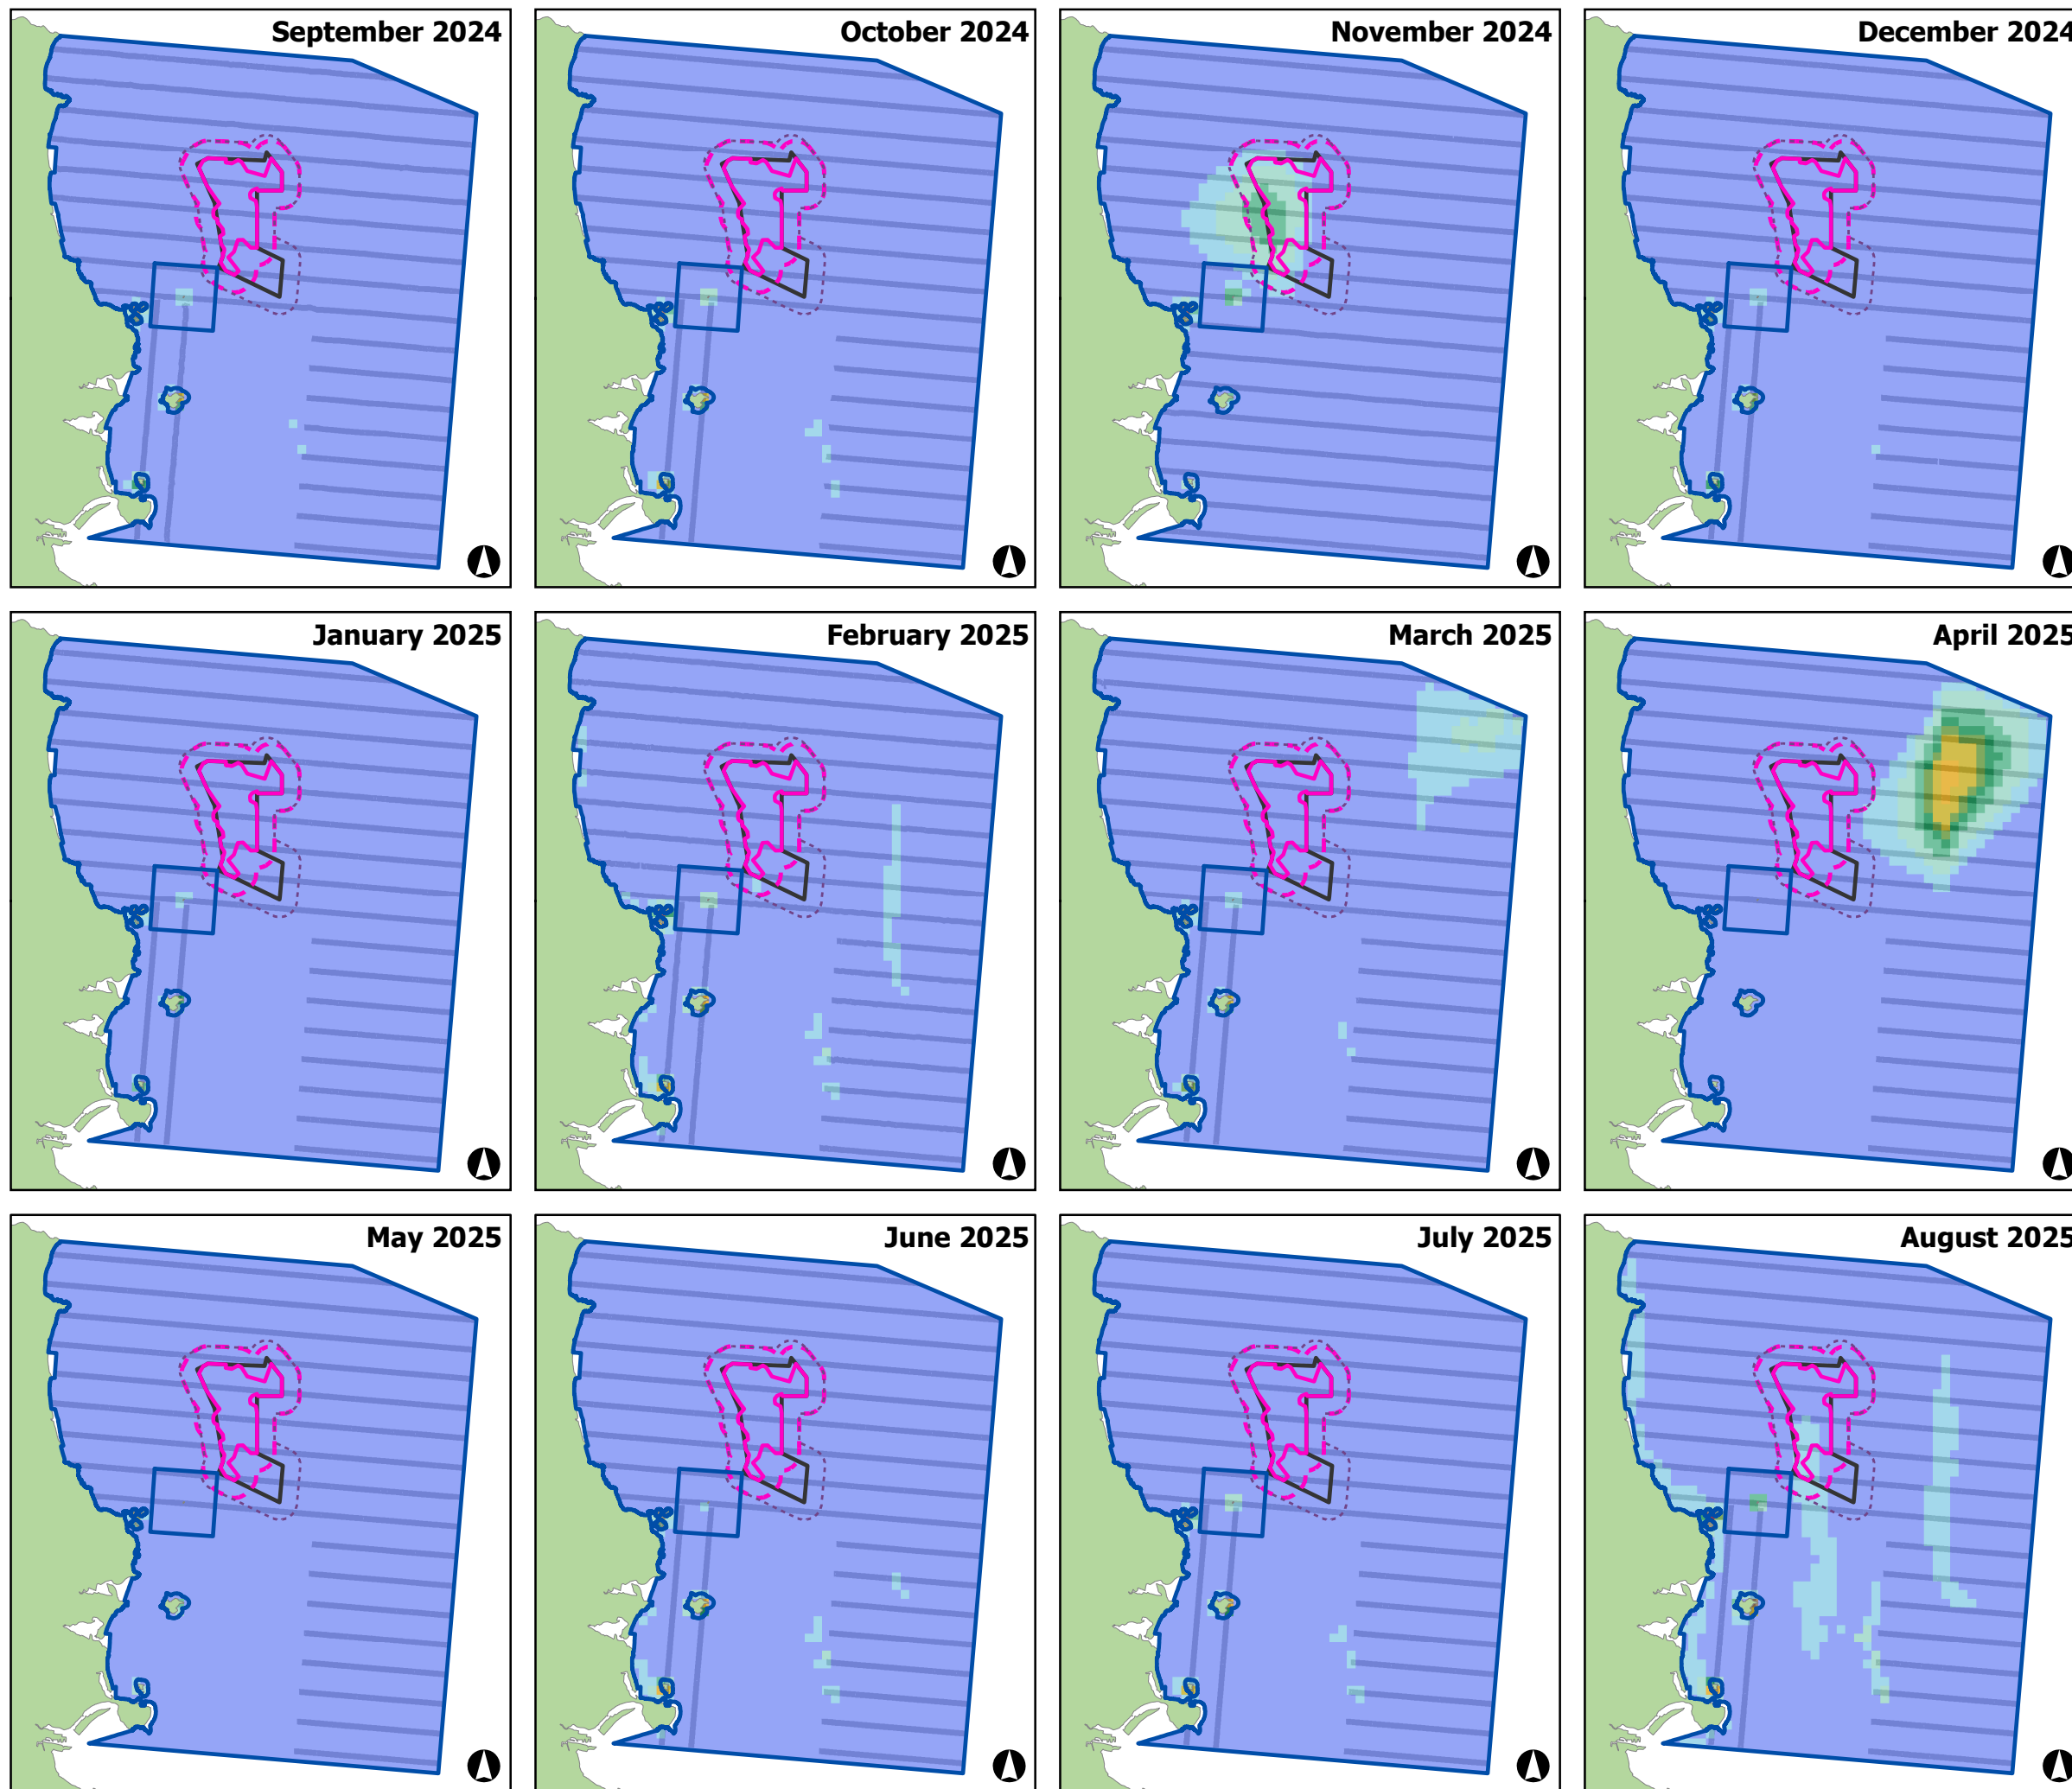 September 2024
October 2024
November 2024
December 2024
January 2025
February 2025
March 2025
April 2025
May 2025
June 2025
July 2025
August 2025